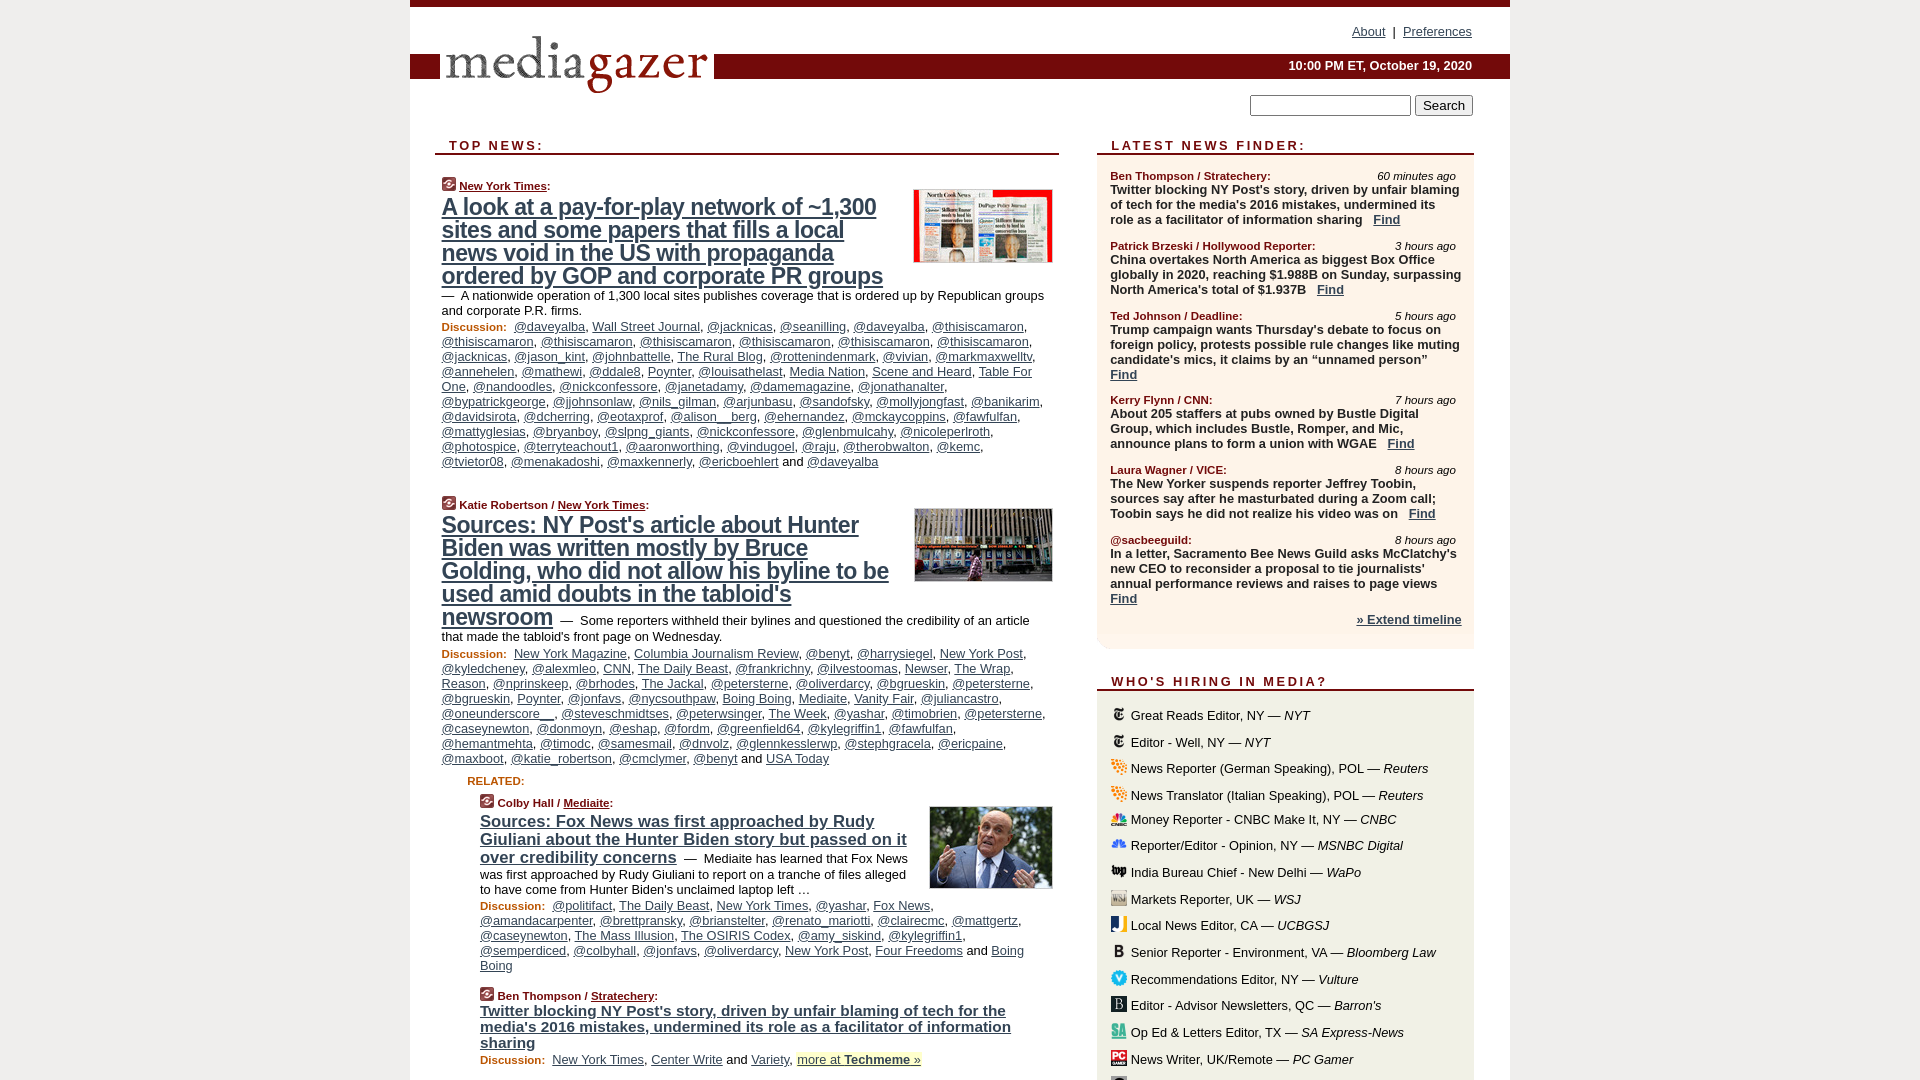 About | Preferences
mediagazer
10:00 PM ET, October 19, 2020
Search
TOP NEWS:
New York Times:
A look at a pay-for-play network of ~1,300
sites and some papers that fills a local
news void in the US with propaganda
ordered by GOP and corporate PR groups
— A nationwide operation of 1,300 local sites publishes coverage that is ordered up by Republican groups
and corporate P.R. firms.
Discussion: @daveyalba, Wall Street Journal, @jacknicas, @seanilling, @daveyalba, @thisiscamaron,
@thisiscamaron, @thisiscamaron, @thisiscamaron, @thisiscamaron, @thisiscamaron, @thisiscamaron,
@jacknicas, @jason_kint, @johnbattelle, The Rural Blog, @rottenindenmark, @vivian, @markmaxwelltv,
@annehelen, @mathewi, @ddale8, Poynter, @louisathelast, Media Nation, Scene and Heard, Table For
One, @nandoodles, @nickconfessore, @janetadamy, @damemagazine, @jonathanalter,
@bypatrickgeorge, @jjohnsonlaw, @nils_gilman, @arjunbasu, @sandofsky, @mollyjongfast, @banikarim,
@davidsirota, @dcherring, @eotaxprof, @alison__berg, @ehernandez, @mckaycoppins, @fawfulfan,
@mattyglesias, @bryanboy, @slpng_giants, @nickconfessore, @glenbmulcahy, @nicoleperlroth,
@photospice, @terryteachout1, @aaronworthing, @vindugoel, @raju, @therobwalton, @kemc,
@tvietor08, @menakadoshi, @maxkennerly, @ericboehlert and @daveyalba
Katie Robertson / New York Times:
Sources: NY Post's article about Hunter
Biden was written mostly by Bruce
Golding, who did not allow his byline to be
used amid doubts in the tabloid's
newsroom — Some reporters withheld their bylines and questioned the credibility of an article
that made the tabloid's front page on Wednesday.
Discussion: New York Magazine, Columbia Journalism Review, @benyt, @harrysiegel, New York Post,
@kyledcheney, @alexmleo, CNN, The Daily Beast, @frankrichny, @ilvestoomas, Newser, The Wrap,
Reason, @nprinskeep, @brhodes, The Jackal, @petersterne, @oliverdarcy, @bgrueskin, @petersterne,
@bgrueskin, Poynter, @jonfavs, @nycsouthpaw, Boing Boing, Mediaite, Vanity Fair, @juliancastro,
@oneunderscore__, @steveschmidtses, @peterwsinger, The Week, @yashar, @timobrien, @petersterne,
@caseynewton, @donmoyn, @eshap, @fordm, @greenfield64, @kylegriffin1, @fawfulfan,
@hemantmehta, @timodc, @samesmail, @dnvolz, @glennkesslerwp, @stephgracela, @ericpaine,
@maxboot, @katie_robertson, @cmclymer, @benyt and USA Today
RELATED:
Colby Hall / Mediaite:
Sources: Fox News was first approached by Rudy
Giuliani about the Hunter Biden story but passed on it
over credibility concerns — Mediaite has learned that Fox News
was first approached by Rudy Giuliani to report on a tranche of files alleged
to have come from Hunter Biden's unclaimed laptop left …
Discussion: @politifact, The Daily Beast, New York Times, @yashar, Fox News,
@amandacarpenter, @brettpransky, @brianstelter, @renato_mariotti, @clairecmc, @mattgertz,
@caseynewton, The Mass Illusion, The OSIRIS Codex, @amy_siskind, @kylegriffin1,
@semperdiced, @colbyhall, @jonfavs, @oliverdarcy, New York Post, Four Freedoms and Boing
Boing
Ben Thompson / Stratechery:
Twitter blocking NY Post's story, driven by unfair blaming of tech for the
media's 2016 mistakes, undermined its role as a facilitator of information
sharing
Discussion: New York Times, Center Write and Variety, more at Techmeme »
LATEST NEWS FINDER:
Ben Thompson / Stratechery: 60 minutes ago
Twitter blocking NY Post's story, driven by unfair blaming
of tech for the media's 2016 mistakes, undermined its
role as a facilitator of information sharing Find
Patrick Brzeski / Hollywood Reporter: 3 hours ago
China overtakes North America as biggest Box Office
globally in 2020, reaching $1.988B on Sunday, surpassing
North America's total of $1.937B Find
Ted Johnson / Deadline: 5 hours ago
Trump campaign wants Thursday's debate to focus on
foreign policy, protests possible rule changes like muting
candidate's mics, it claims by an “unnamed person”
Find
Kerry Flynn / CNN: 7 hours ago
About 205 staffers at pubs owned by Bustle Digital
Group, which includes Bustle, Romper, and Mic,
announce plans to form a union with WGAE Find
Laura Wagner / VICE: 8 hours ago
The New Yorker suspends reporter Jeffrey Toobin,
sources say after he masturbated during a Zoom call;
Toobin says he did not realize his video was on Find
@sacbeeguild: 8 hours ago
In a letter, Sacramento Bee News Guild asks McClatchy's
new CEO to reconsider a proposal to tie journalists'
annual performance reviews and raises to page views
Find
» Extend timeline
WHO'S HIRING IN MEDIA?
Great Reads Editor, NY — NYT
Editor - Well, NY — NYT
News Reporter (German Speaking), POL — Reuters
News Translator (Italian Speaking), POL — Reuters
Money Reporter - CNBC Make It, NY — CNBC
Reporter/Editor - Opinion, NY — MSNBC Digital
India Bureau Chief - New Delhi — WaPo
Markets Reporter, UK — WSJ
Local News Editor, CA — UCBGSJ
Senior Reporter - Environment, VA — Bloomberg Law
Recommendations Editor, NY — Vulture
Editor - Advisor Newsletters, QC — Barron's
Op Ed & Letters Editor, TX — SA Express-News
News Writer, UK/Remote — PC Gamer